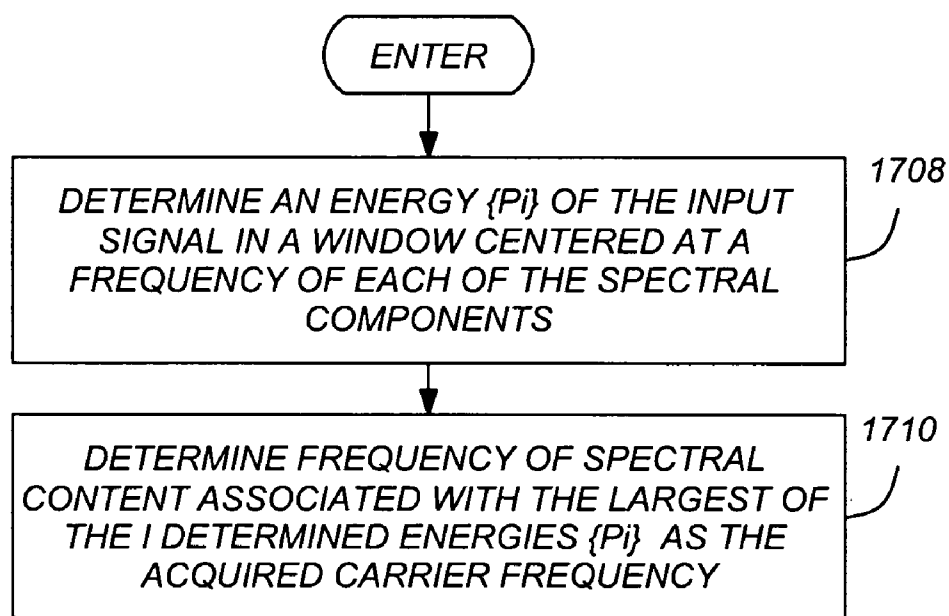 ENTER
1708
DETERMINE AN ENERGY {Pi} OF THE INPUT
SIGNAL IN A WINDOW CENTERED AT A
FREQUENCY OF EACH OF THE SPECTRAL
COMPONENTS
1710
DETERMINE FREQUENCY OF SPECTRAL
CONTENT ASSOCIATED WITH THE LARGEST OF
THE I DETERMINED ENERGIES {Pi} AS THE
ACQUIRED CARRIER FREQUENCY